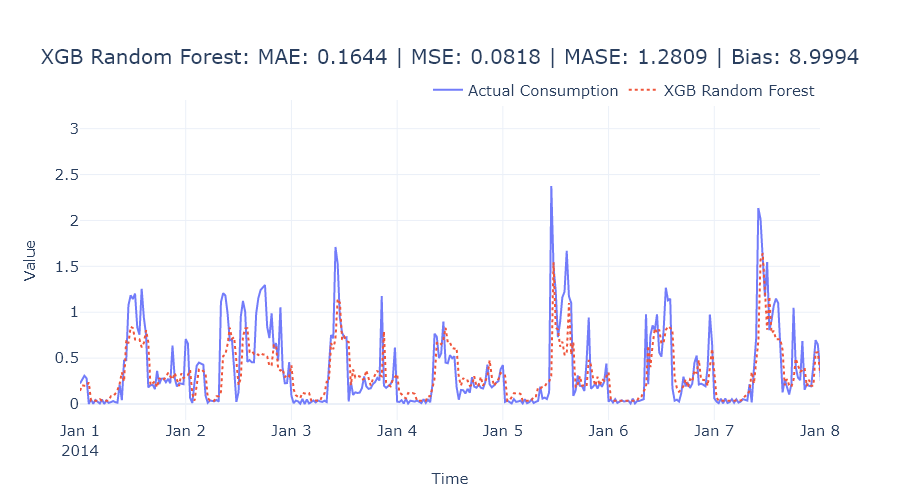 XGB Random Forest: MAE: 0.1644 | MSE: 0.0818 | MASE: 1.2809 | Bias: 8.9994
Actual Consumption XGB Random Forest
3
2.5
2
1.5
1
0.5
0
Value
Jan 1 Jan 2 Jan 3 Jan 4 Jan 5 Jan 6 Jan 7 Jan 8
2014
Time